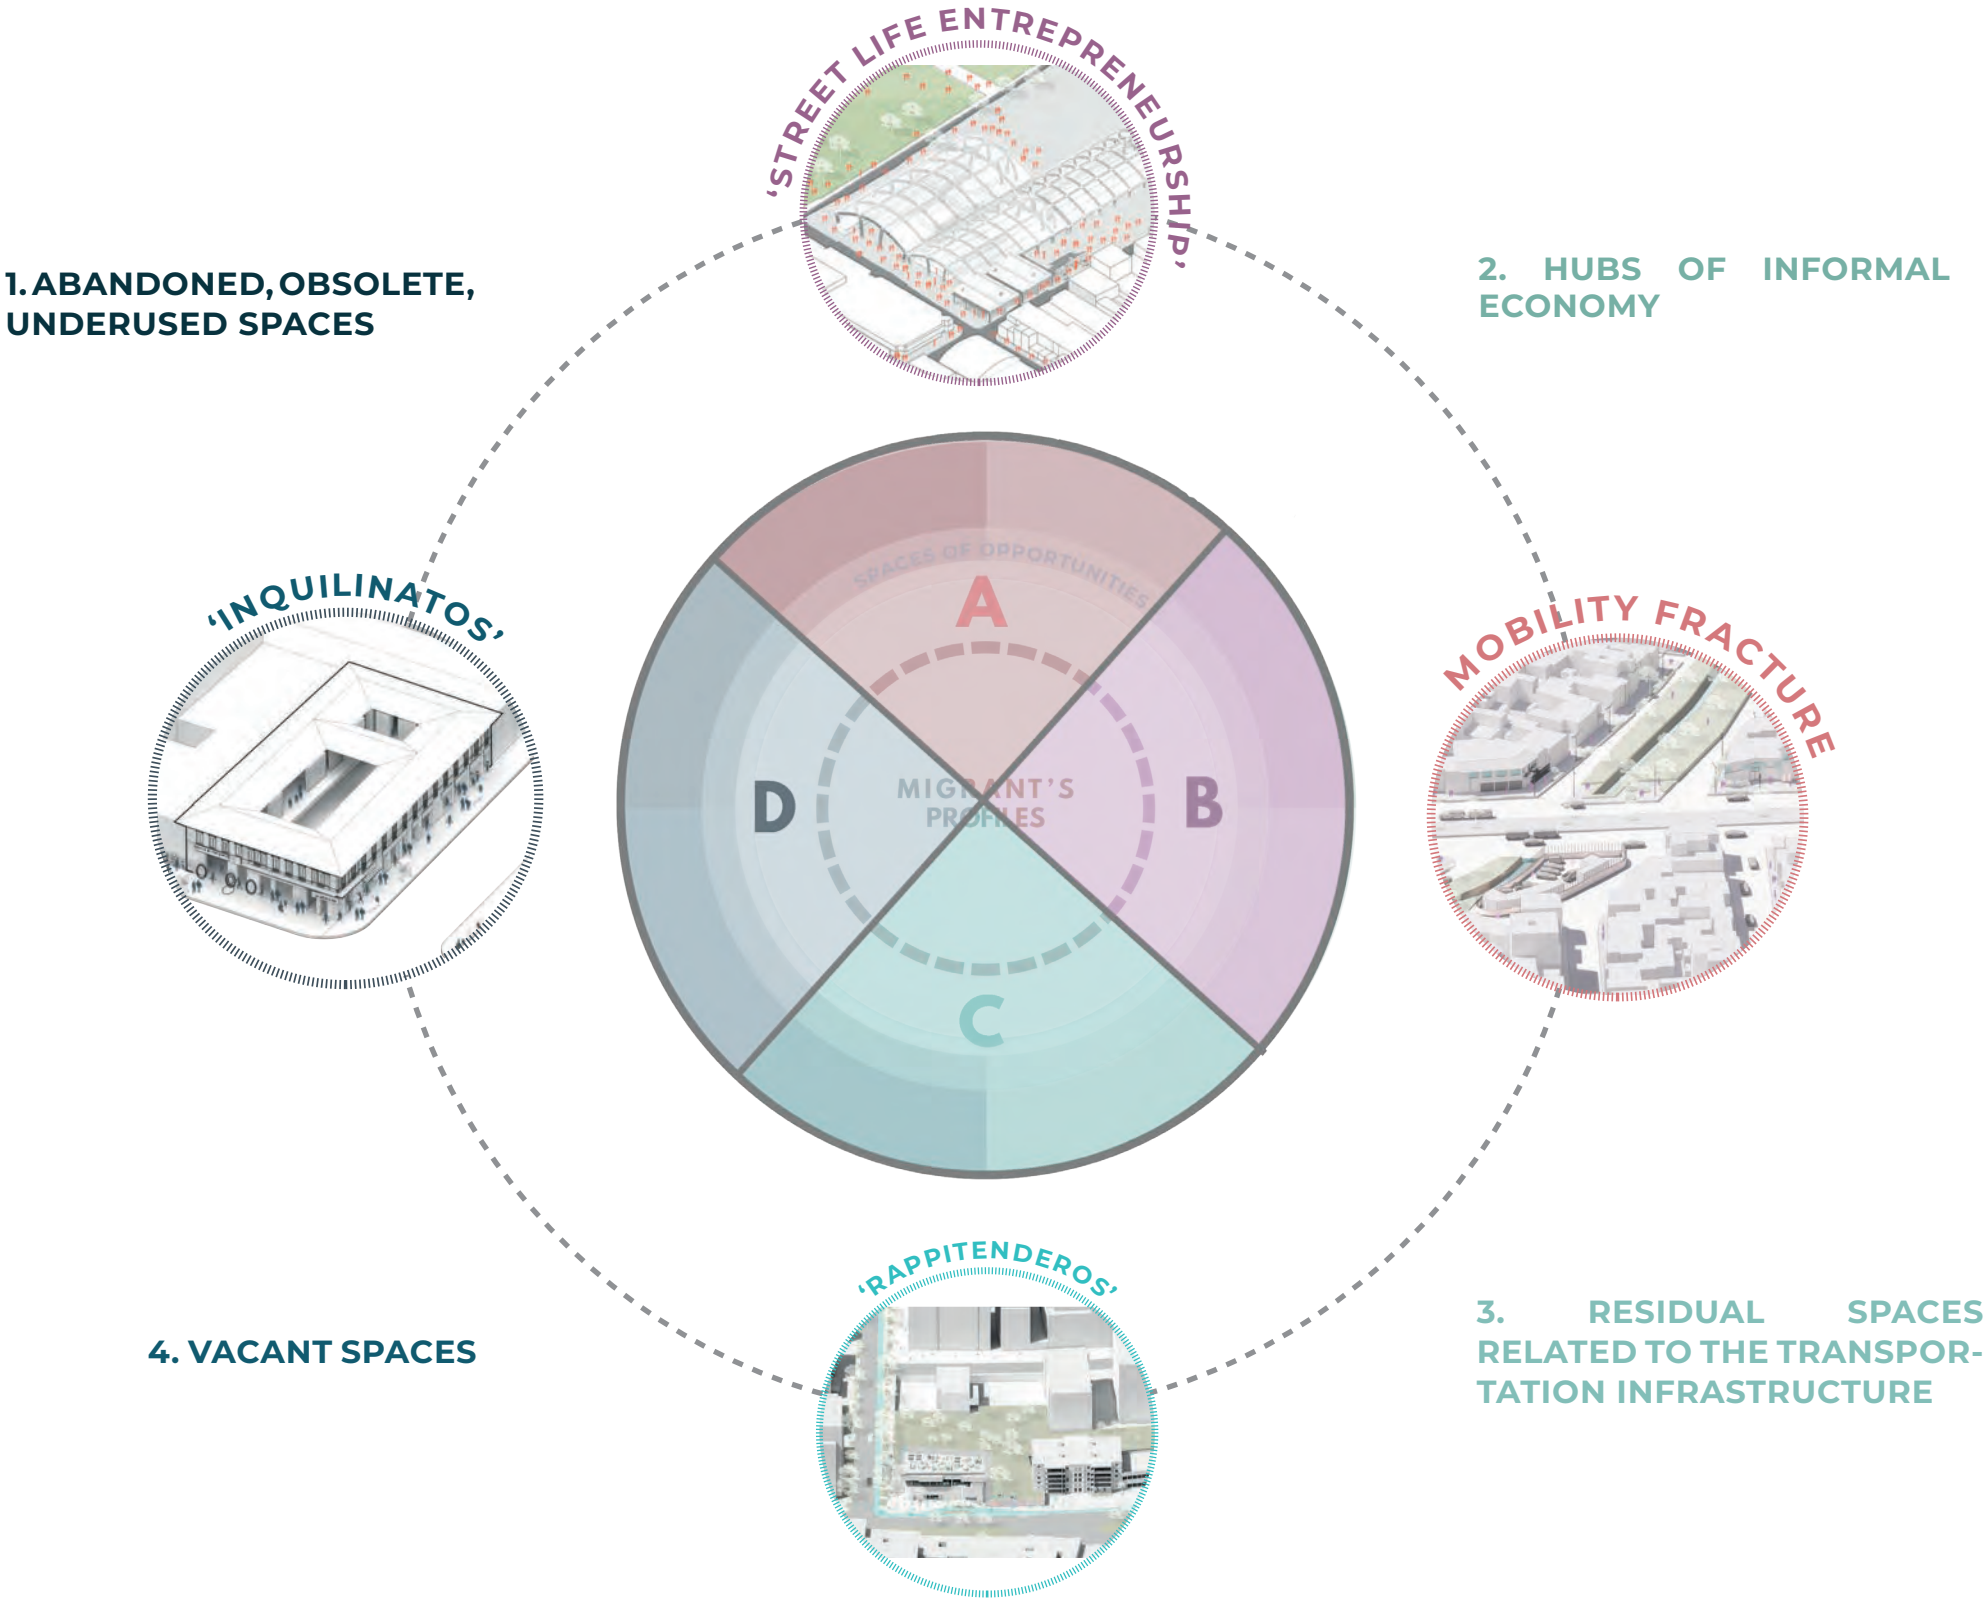 ‘STREET LIFE ENTREPRENEURSHIP’
1. ABANDONED, OBSOLETE,
UNDERUSED SPACES
2. HUBS OF INFORMAL
ECONOMY
‘INQUILINATOS’
MOBILITY FRACTURE
SPACES OF OPPORTUNITIES
A
D
MIGRANT’S
PROFILES
B
C
‘RAPPITENDEROS’
4. VACANT SPACES
3. RESIDUAL SPACES
RELATED TO THE TRANSPOR-
TATION INFRASTRUCTURE